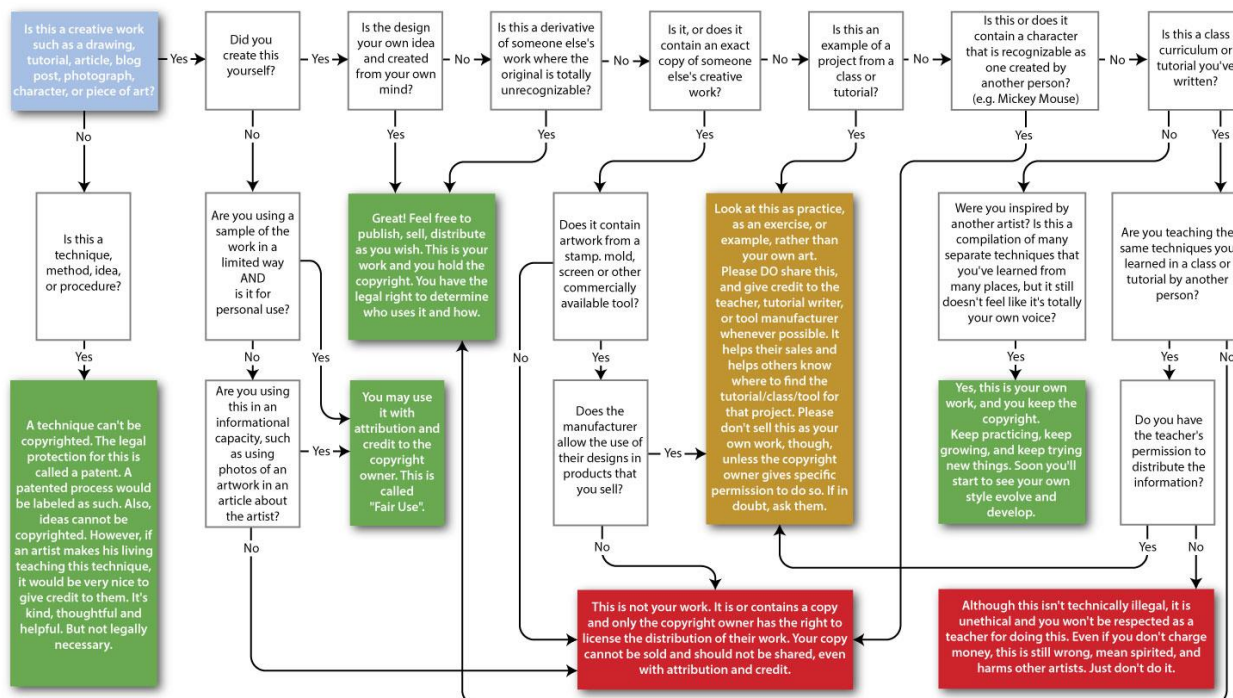 Is this a creative work
such as a drawing,
tutorial, article, blog
post, photograph,
character, or piece of art?
Yes
Did you
create this
yourself?
Yes
Is the design
your own idea
and created
from your own
mind?
No
Is this a derivative
of someone else's
work where the
original is totally
unrecognizable?
No
Is it, or does it
contain an exact
copy of someone
else's creative
work?
No
Is this an
example of a
project from a
class or
tutorial?
No
Is this or does it
contain a character
that is recognizable as
one created by
another person?
(e.g. Mickey Mouse)
No
Is this a class
curriculum or
tutorial you've
written?
No
No
Yes
Yes
Yes
Yes
Yes
No
Yes
Is this a
technique,
method, idea,
or procedure?
Are you using a
sample of the
work in a
limited way
AND
is it for
personal use?
Great! Feel free to
publish, sell, distribute
as you wish. This is your
work and you hold the
copyright. You have the
legal right to determine
who uses it and how.
Does it contain
artwork from a
stamp. mold,
screen or other
commercially
available tool?
Look at this as practice,
as an exercise, or
example, rather than
your own art.
Please DO share this,
and give credit to the
teacher, tutorial writer,
or tool manufacturer
whenever possible. It
helps their sales and
helps others know
where to find the
tutorial/class/tool for
that project. Please
don't sell this as your
own work, though,
unless the copyright
owner gives specific
permission to do so. If in
doubt, ask them.
Were you inspired by
another artist? Is this a
compilation of many
separate techniques that
you've learned from
many places, but it still
doesn't feel like it's totally
your own voice?
Are you teaching the
same techniques you
learned in a class or
tutorial by another
person?
Yes
No
Yes
No
Yes
Yes
Yes
No
A technique can't be
copyrighted. The legal
protection for this is
called a patent. A
patented process would
be labeled as such. Also,
ideas cannot be
copyrighted. However, if
an artist makes his living
teaching this technique,
it would be very nice to
give credit to them. It's
kind, thoughtful and
helpful. But not legally
necessary.
Are you using
this in an
informational
capacity, such
as using
photos of an
artwork in an
article about
the artist?
Yes
You may use
it with
attribution and
credit to the
copyright
owner. This is
called
"Fair Use".
Does the
manufacturer
allow the use of
their designs in
products that
you sell?
Yes
Yes, this is your own
work, and you keep the
copyright.
Keep practicing, keep
growing, and keep trying
new things. Soon you'll
start to see your own
style evolve and
develop.
Do you have
the teacher's
permission to
distribute the
information?
No
No
Yes
No
This is not your work. It is or contains a copy
and only the copyright owner has the right to
license the distribution of their work. Your copy
cannot be sold and should not be shared, even
with attribution and credit.
Although this isn't technically illegal, it is
unethical and you won't be respected as a
teacher for doing this. Even if you don't charge
money, this is still wrong, mean spirited, and
harms other artists. Just don't do it.